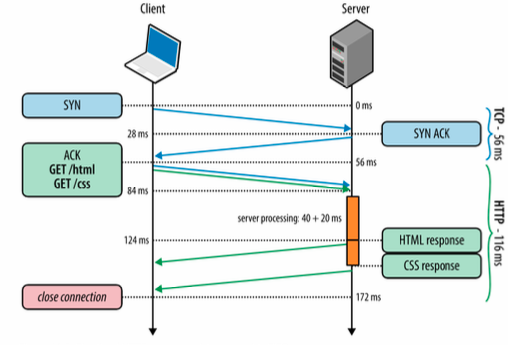 Client
Server
SYN
0 ms
28 ms
SYN ACK
TCP - 56 ms
ACK
GET /html
GET /css
56 ms
84 ms
server processing: 40 + 20 ms
HTTP - 116 ms
124 ms
HTML response
CSS response
close connection
172 ms